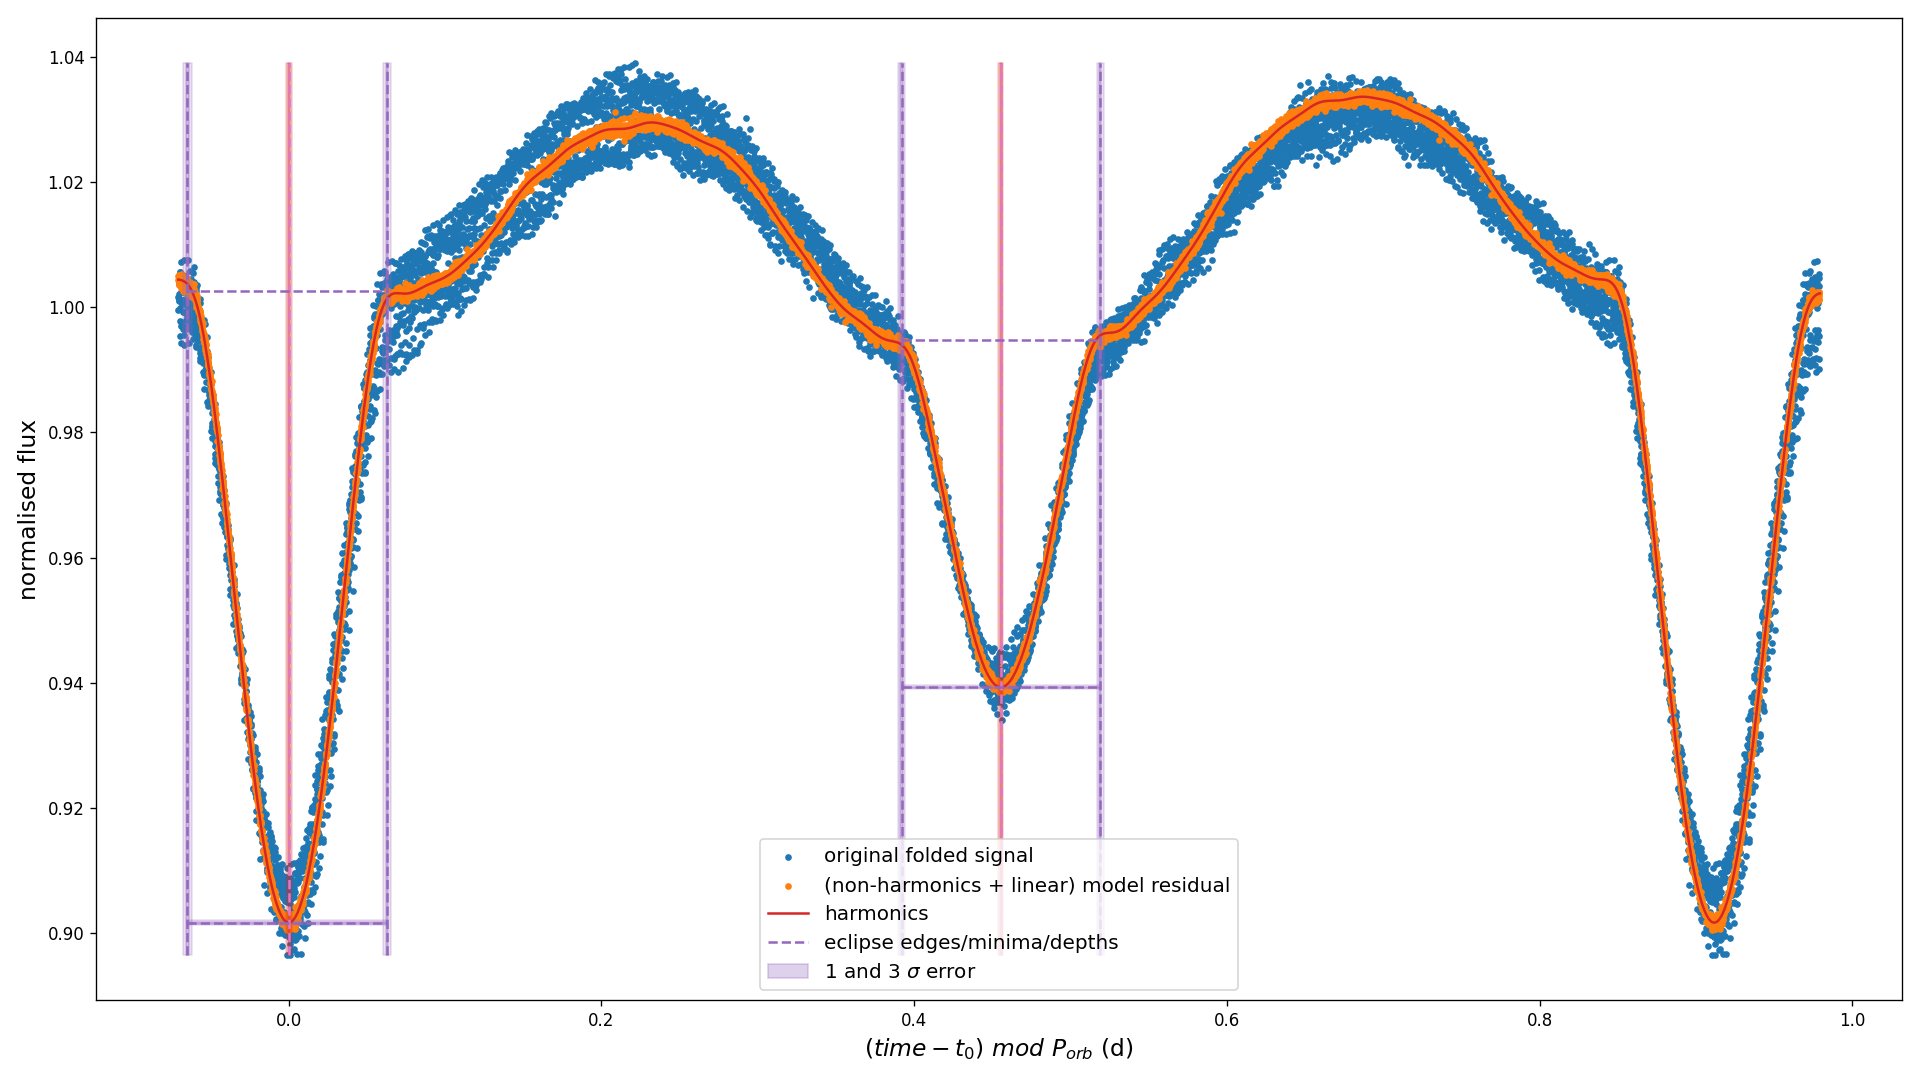 normalised flux
1.04
1.02
1.00
0.98
0.96
0.94
0.92
0.90
original folded signal
(non-harmonics + linear) model residual
harmonics
eclipse edges/minima/depths
1 and 3 σ error
0.0 0.2 0.4 0.6 0.8 1.0
(time − t₀) mod Pₒᵣᵦ (d)